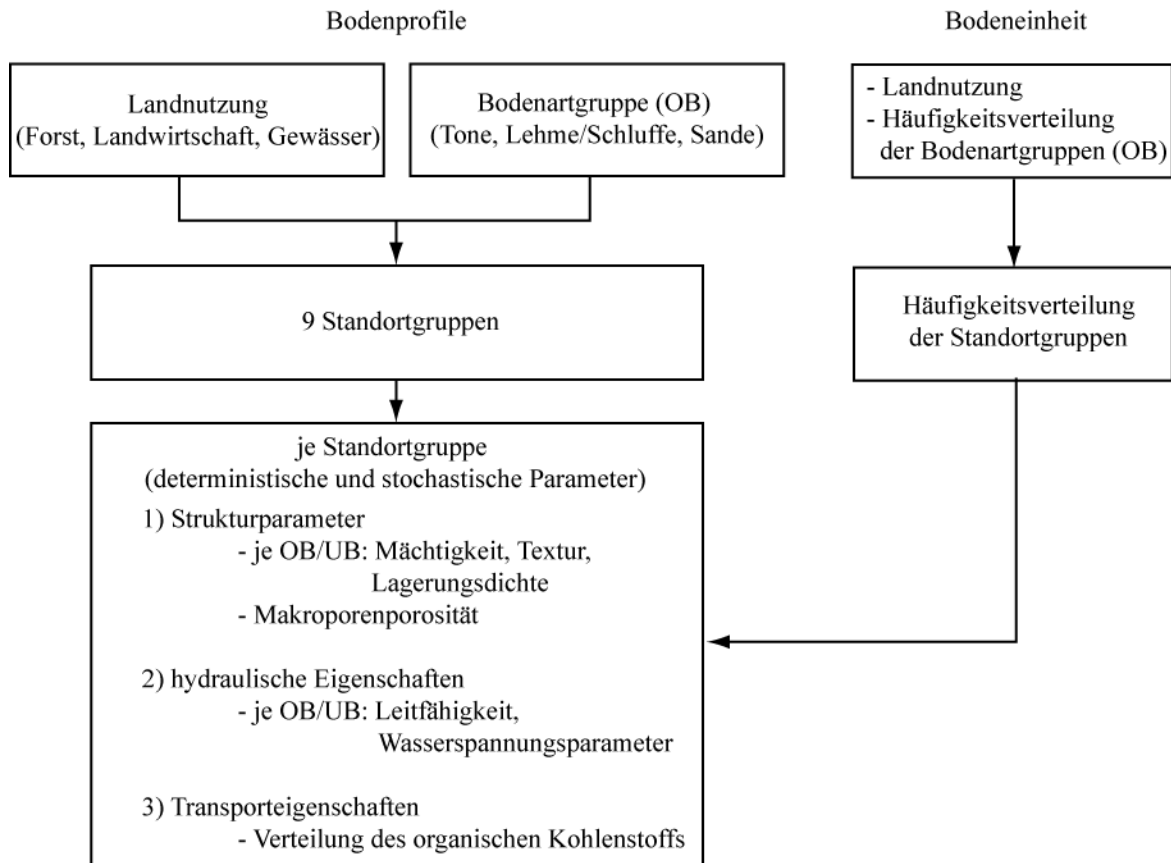 Bodenprofile
Landnutzung
(Forst, Landwirtschaft, Gewässer)
Bodenartgruppe (OB)
(Tone, Lehme/Schluffe, Sande)
9 Standortgruppen
je Standortgruppe
(deterministische und stochastische Parameter)
1) Strukturparameter
- je OB/UB: Mächtigkeit, Textur,
Lagerungsdichte
- Makroporenporosität
2) hydraulische Eigenschaften
- je OB/UB: Leitfähigkeit,
Wasserspannungsparameter
3) Transporteigenschaften
- Verteilung des organischen Kohlenstoffs
Bodeneinheit
- Landnutzung
- Häufigkeitsverteilung
der Bodenartgruppen (OB)
Häufigkeitsverteilung
der Standortgruppen